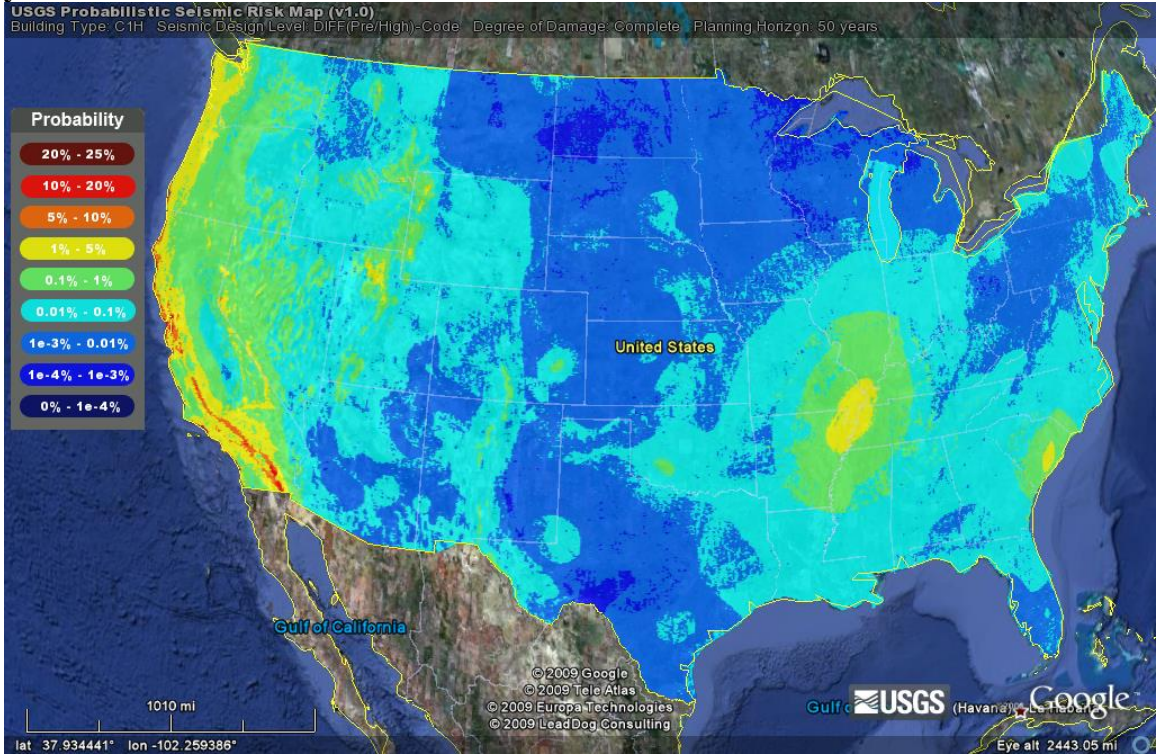 USGS Probabilistic Seismic Risk Map (v1.0)
Building Type: C1H Seismic Design Level: DIFF(Pre/High)-Code Degree of Damage: Complete Planning Horizon: 50 years
Probability
20% - 25%
10% - 20%
5% - 10%
1% - 5%
0.1% - 1%
0.01% - 0.1%
1e-3% - 0.01%
1e-4% - 1e-3%
0% - 1e-4%
United States
Gulf of California
© 2009 Google
© 2009 Tele Atlas
© 2009 Europa Technologies
© 2009 LeadDog Consulting
1010 mi
Gulf
USGS
(Havana)
Google
lat 37.934441° lon -102.259386°
Eye alt 2443.05 mi